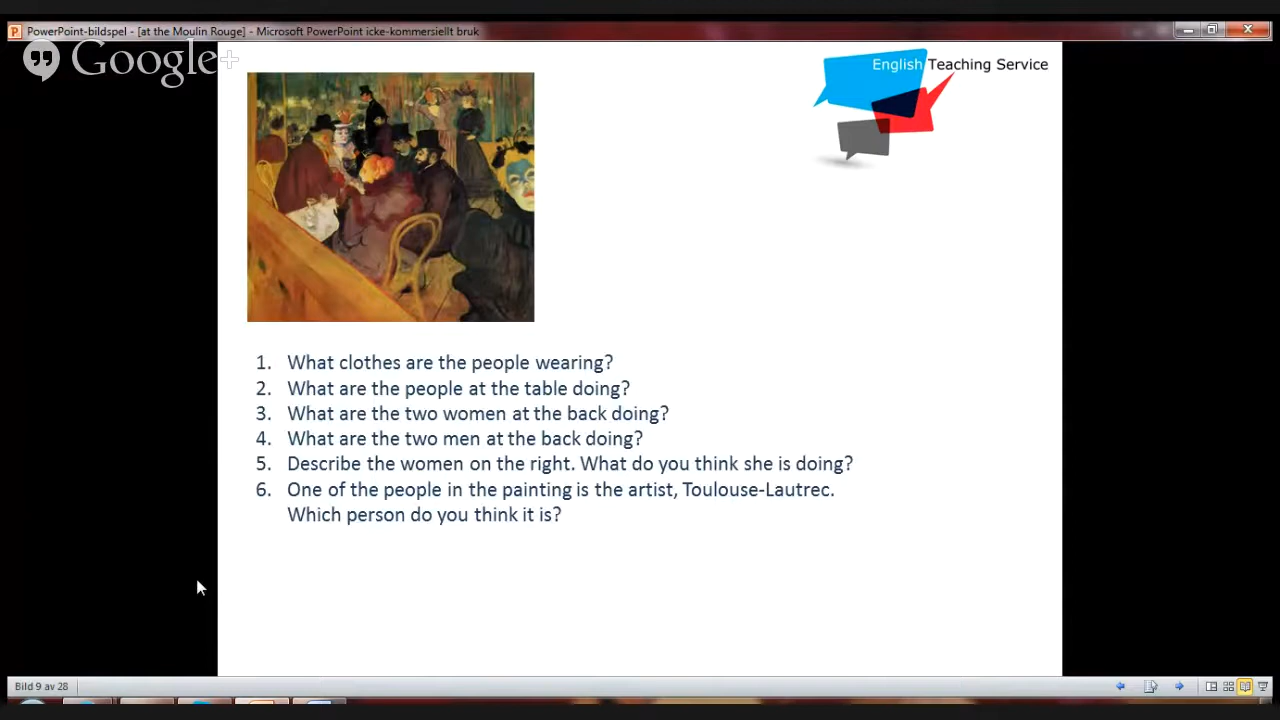 PowerPoint-bildspel - [at the Moulin Rouge] - Microsoft PowerPoint icke-kommersiellt bruk
Google+
English Teaching Service
1. What clothes are the people wearing?
2. What are the people at the table doing?
3. What are the two women at the back doing?
4. What are the two men at the back doing?
5. Describe the women on the right. What do you think she is doing?
6. One of the people in the painting is the artist, Toulouse-Lautrec.
Which person do you think it is?
Bild 9 av 28